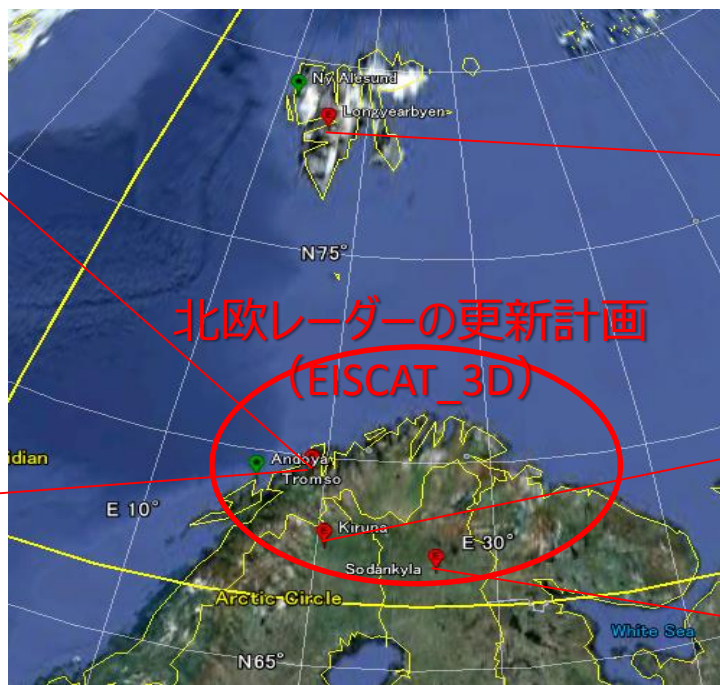 Ny Alesund
Longyearbyen
N75°
北欧レーダーの更新計画
（EISCAT_3D）
idian
Andoya
Tromso
E 10°
Kiruna
E 30°
Sodankyla
Arctic Circle
White Sea
N65°